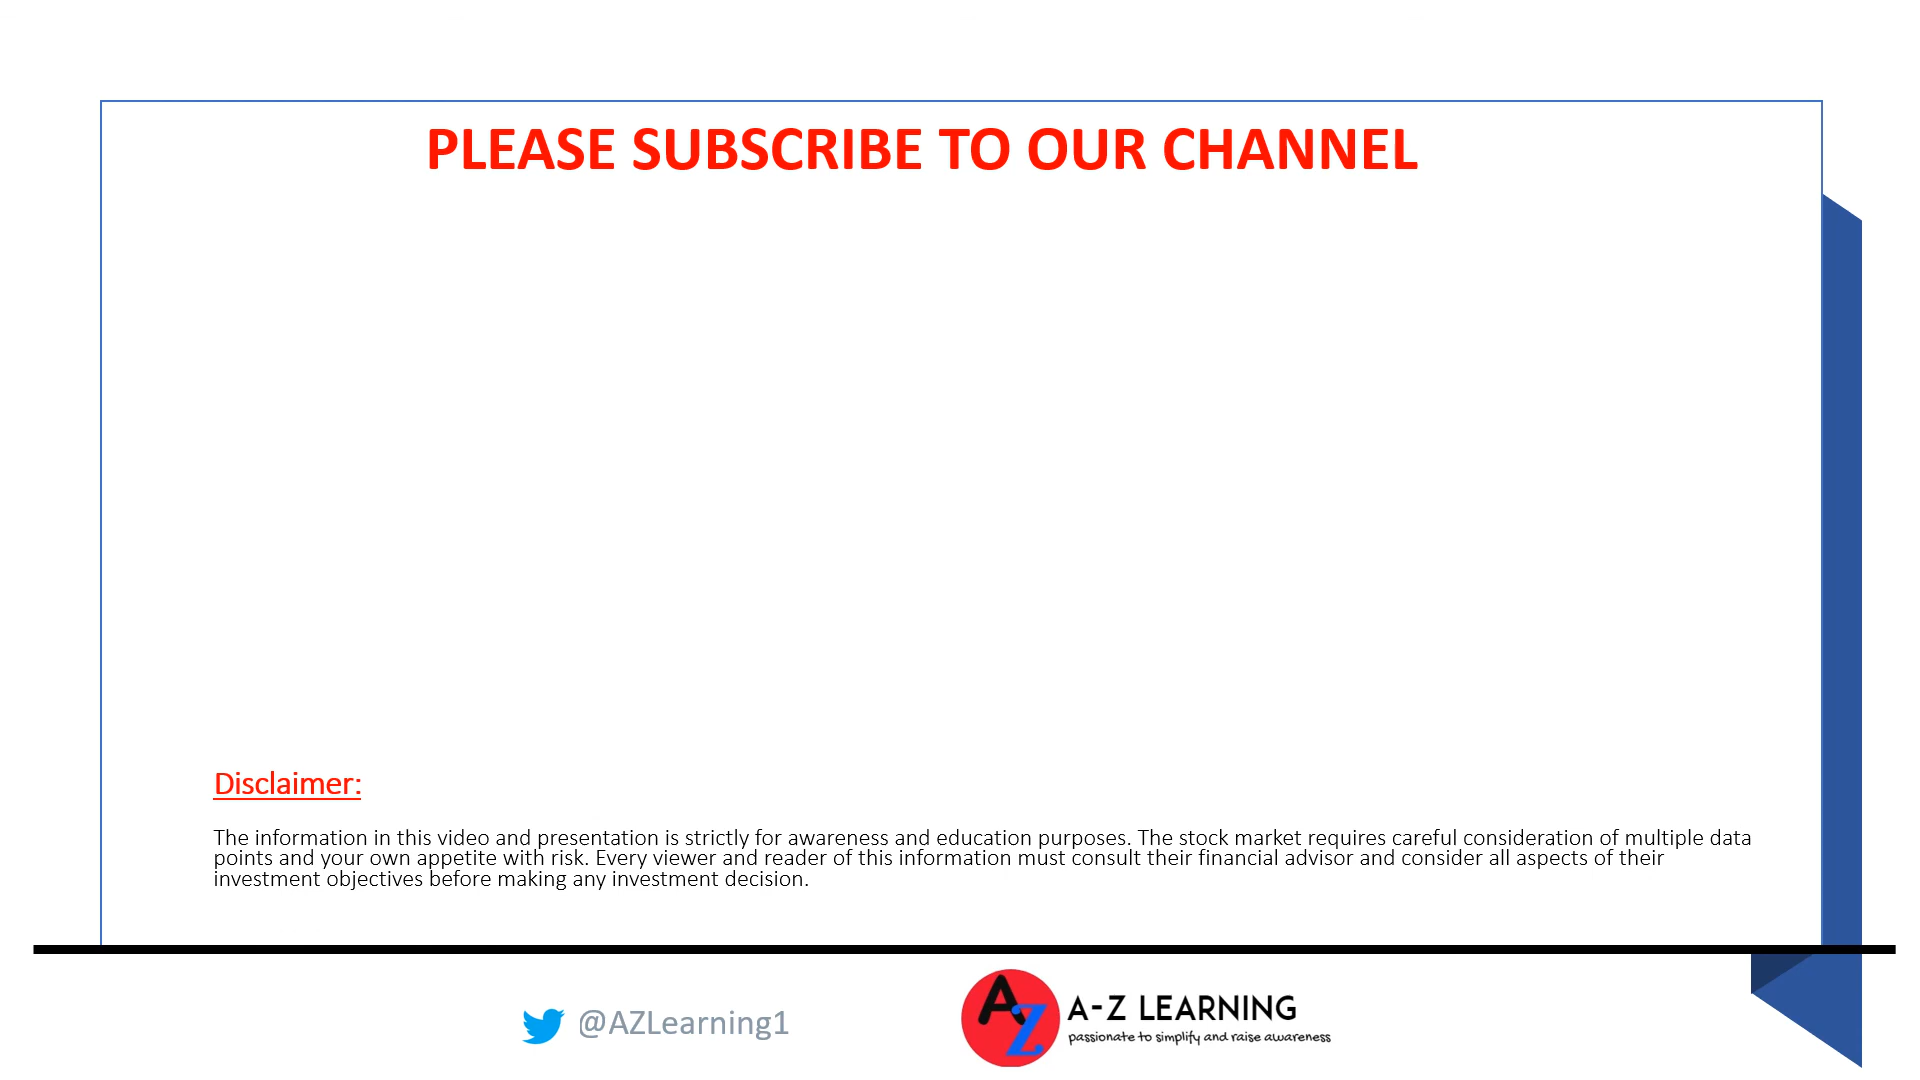 PLEASE SUBSCRIBE TO OUR CHANNEL
Disclaimer:
The information in this video and presentation is strictly for awareness and education purposes. The stock market requires careful consideration of multiple data
points and your own appetite with risk. Every viewer and reader of this information must consult their financial advisor and consider all aspects of their
investment objectives before making any investment decision.
@AZLearning1
AZ
A-Z LEARNING
passionate to simplify and raise awareness